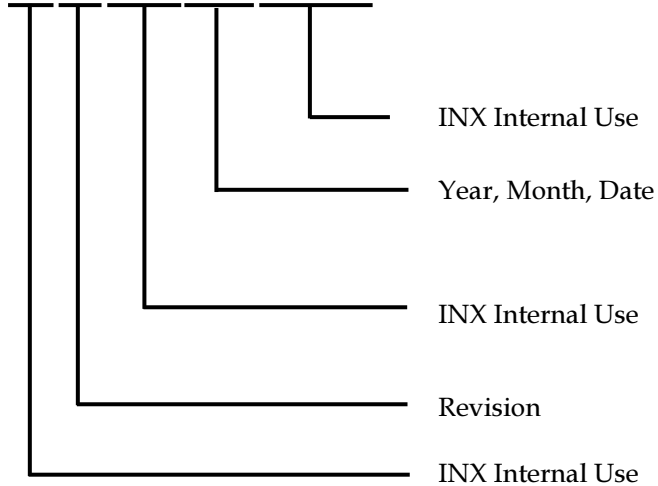 INX Internal Use
Year, Month, Date
INX Internal Use
Revision
INX Internal Use